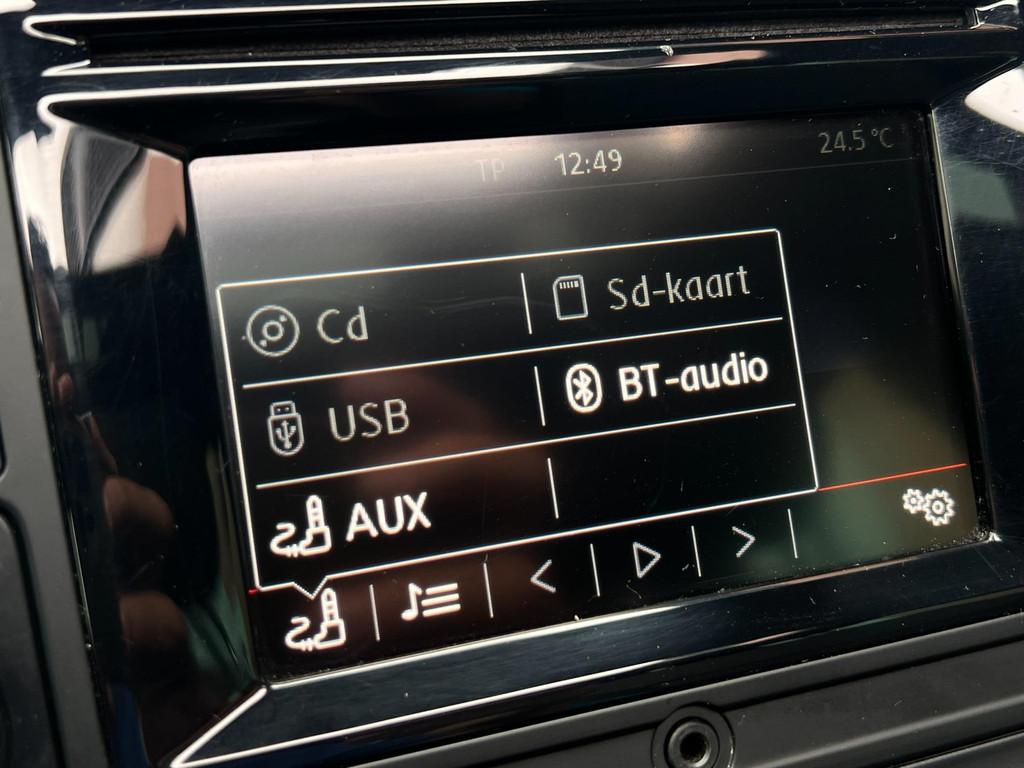 TP 12:49 24.5 °C
Cd Sd-kaart
USB BT-audio
AUX